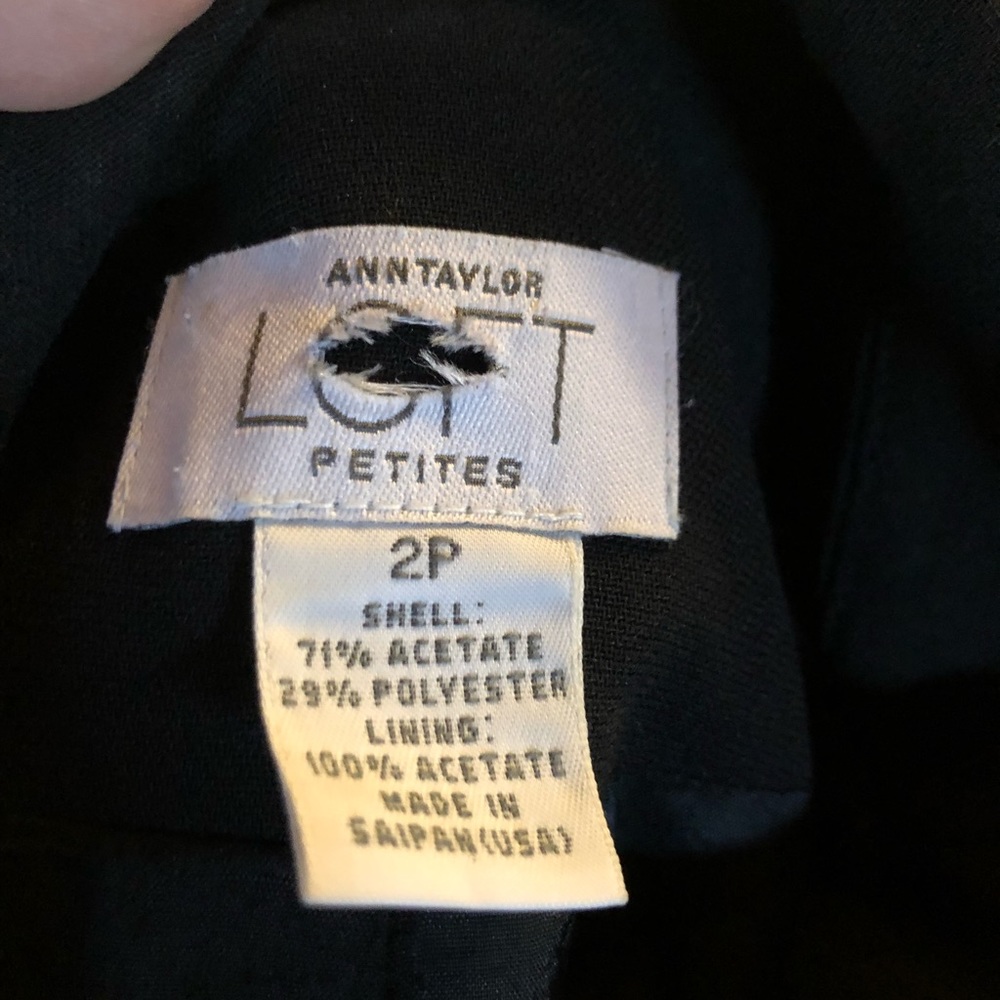 ANNTAYLOR
LOFT
PETITES
2P
SHELL:
71% ACETATE
29% POLYESTER
LINING:
100% ACETATE
MADE IN
SAIPAN(USA)